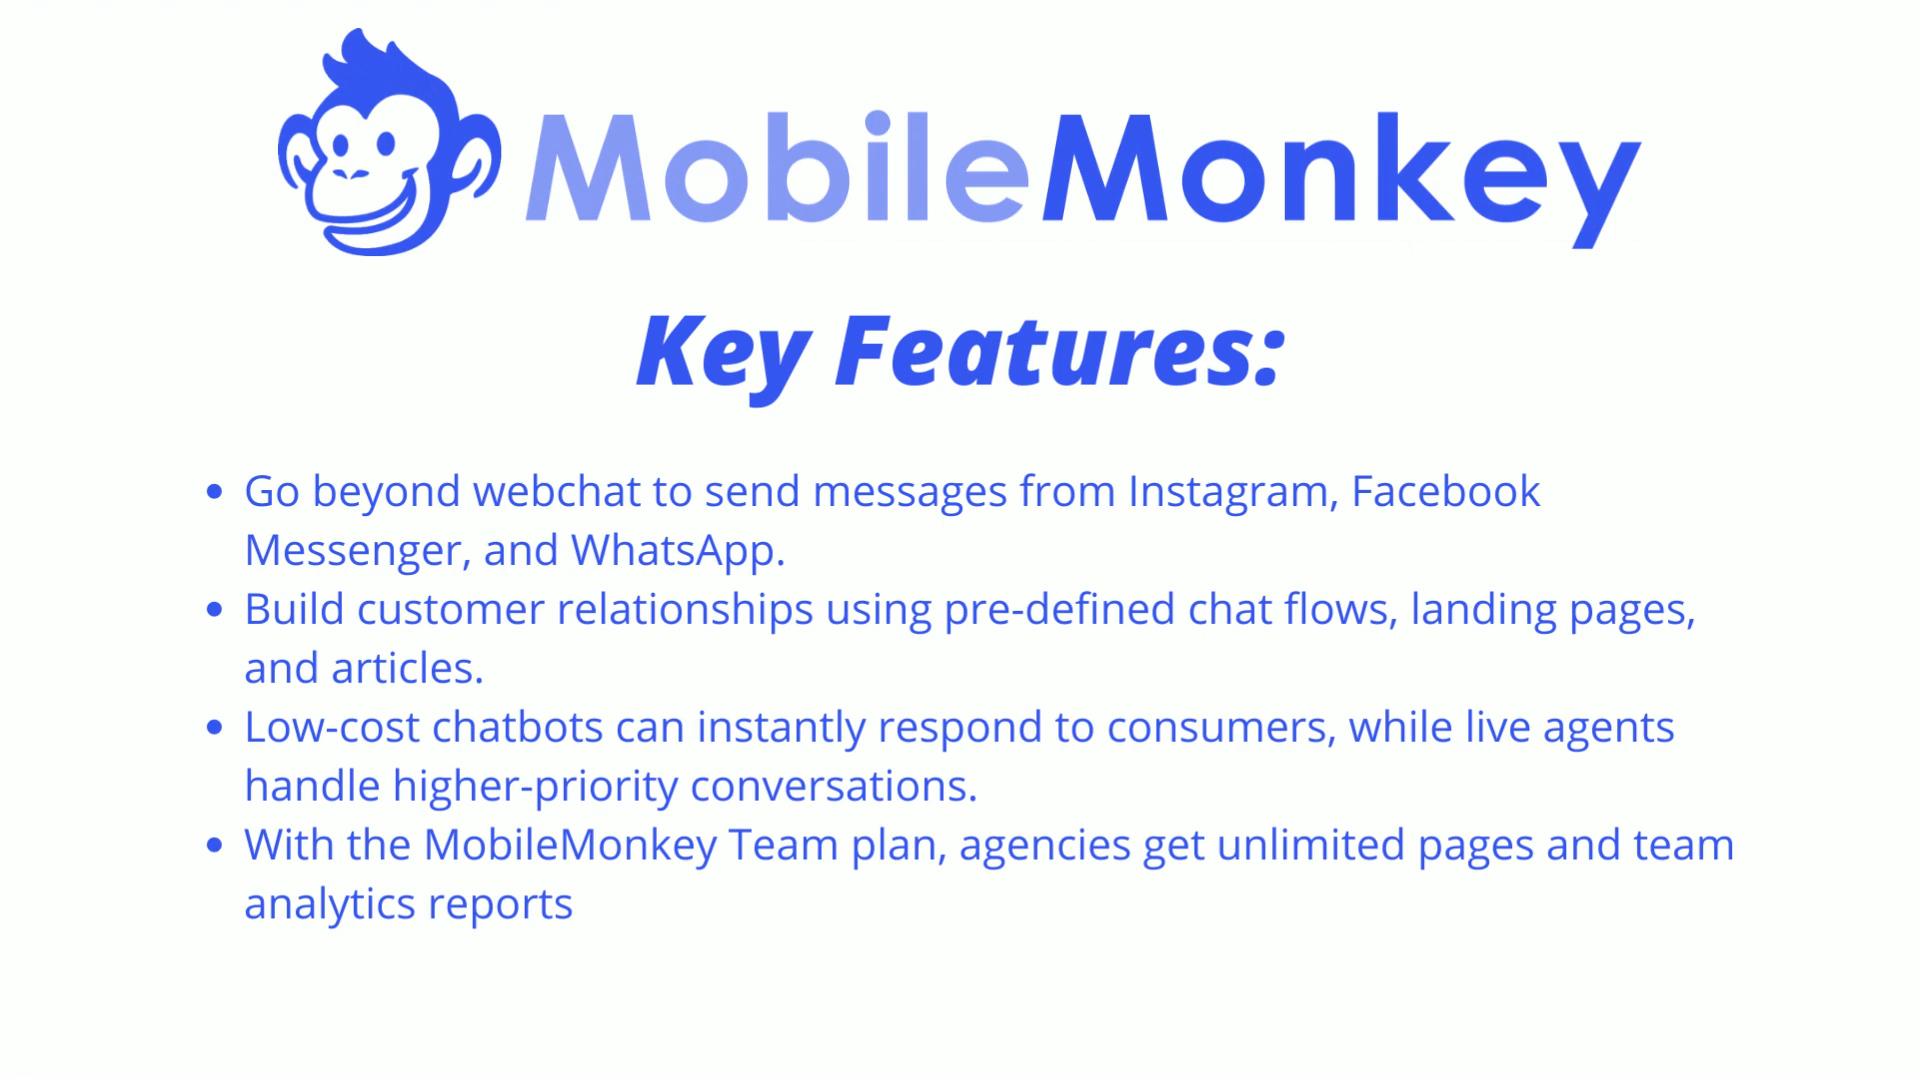 MobileMonkey
Key Features:
• Go beyond webchat to send messages from Instagram, Facebook
Messenger, and WhatsApp.
• Build customer relationships using pre-defined chat flows, landing pages,
and articles.
• Low-cost chatbots can instantly respond to consumers, while live agents
handle higher-priority conversations.
• With the MobileMonkey Team plan, agencies get unlimited pages and team
analytics reports